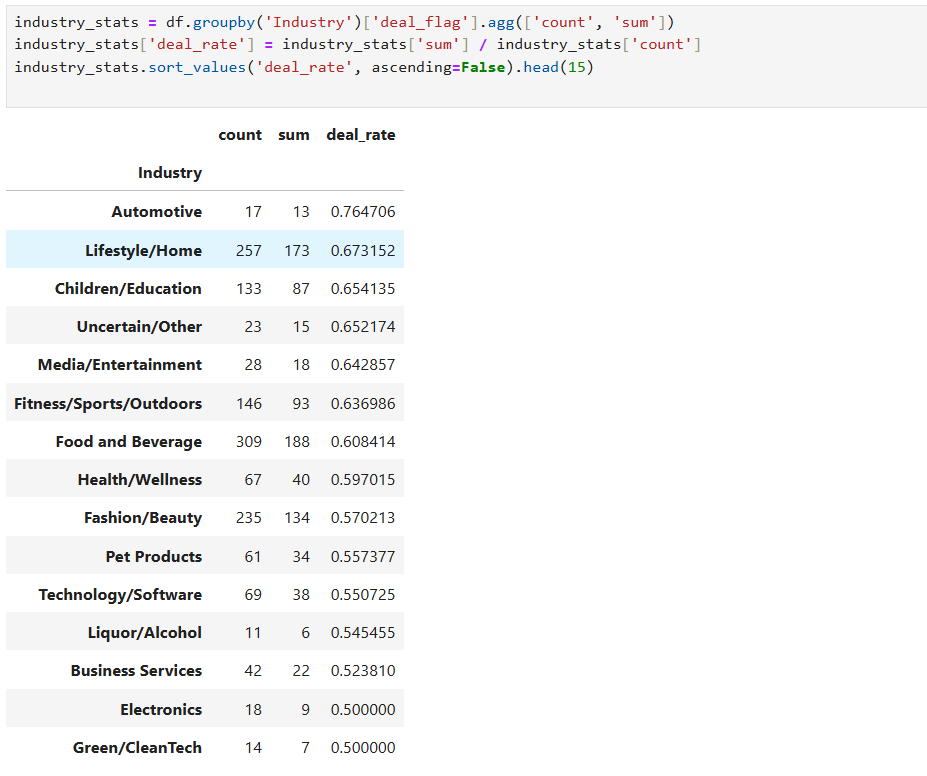 industry_stats = df.groupby('Industry')['deal_flag'].agg(['count', 'sum'])
industry_stats['deal_rate'] = industry_stats['sum'] / industry_stats['count']
industry_stats.sort_values('deal_rate', ascending=False).head(15)
count sum deal_rate
Industry
Automotive 17 13 0.764706
Lifestyle/Home 257 173 0.673152
Children/Education 133 87 0.654135
Uncertain/Other 23 15 0.652174
Media/Entertainment 28 18 0.642857
Fitness/Sports/Outdoors 146 93 0.636986
Food and Beverage 309 188 0.608414
Health/Wellness 67 40 0.597015
Fashion/Beauty 235 134 0.570213
Pet Products 61 34 0.557377
Technology/Software 69 38 0.550725
Liquor/Alcohol 11 6 0.545455
Business Services 42 22 0.523810
Electronics 18 9 0.500000
Green/CleanTech 14 7 0.500000